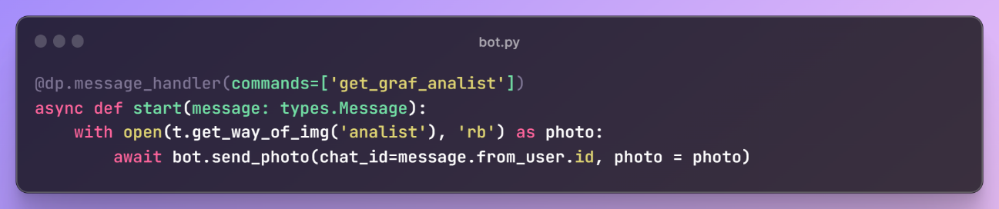 bot.py
@dp.message_handler(commands=['get_graf_analist'])
async def start(message: types.Message):
    with open(t.get_way_of_img('analist'), 'rb') as photo:
        await bot.send_photo(chat_id=message.from_user.id, photo = photo)